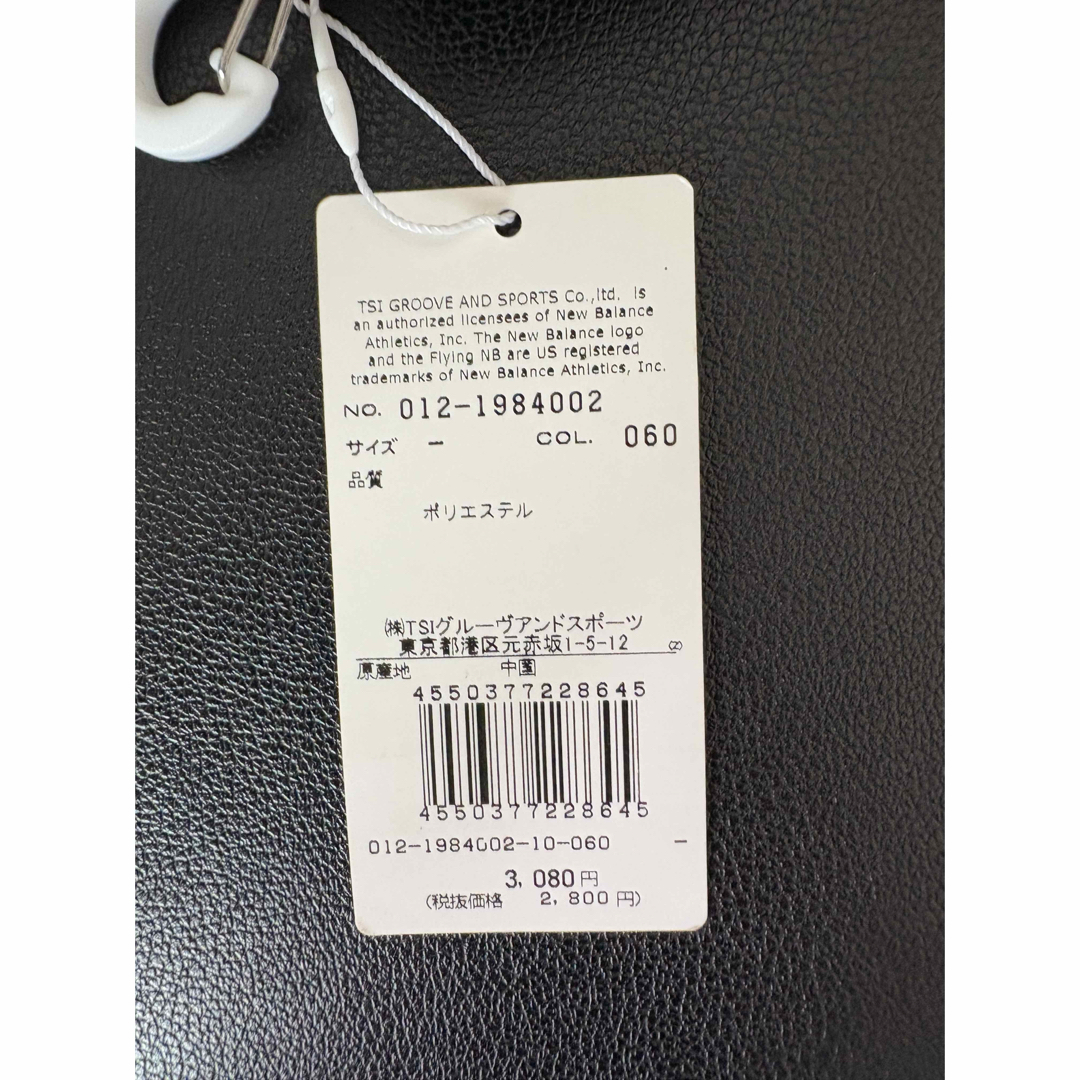 TSI GROOVE AND SPORTS Co.,ltd. is
an authorized licensees of New Balance
Athletics, Inc. The New Balance logo
and the Flying NB are US registered
trademarks of New Balance Athletics, Inc.
NO. 012-1984002
サイズ - COL. 060
品質
ポリエステル
㈱TSIグルーヴアンドスポーツ
東京都港区元赤坂1-5-12 (Z)
原産地 中国
4550377228645
4550377228645
012-1984002-10-060 -
3,080円
(税抜価格 2,800円)